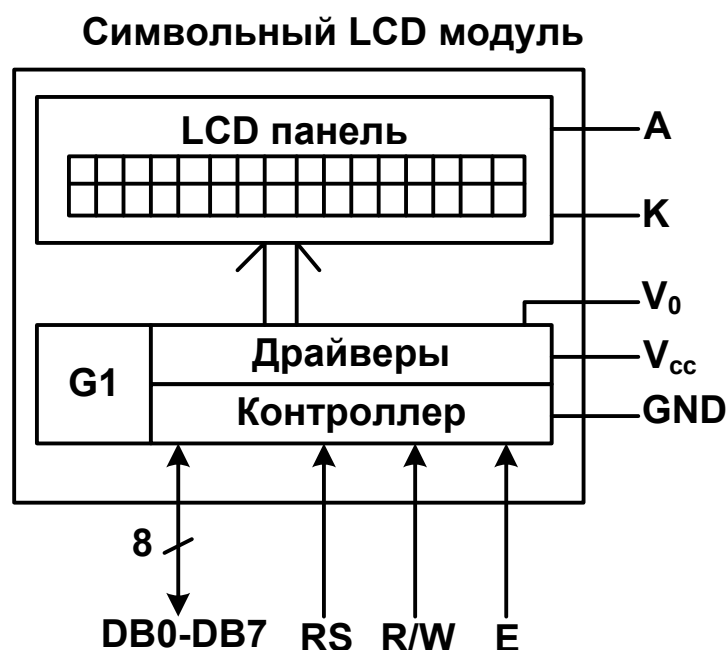 Символьный LCD модуль
LCD панель
A
K
V₀
Драйверы
Vcc
G1
Контроллер
GND
8
DB0-DB7 RS R/W E